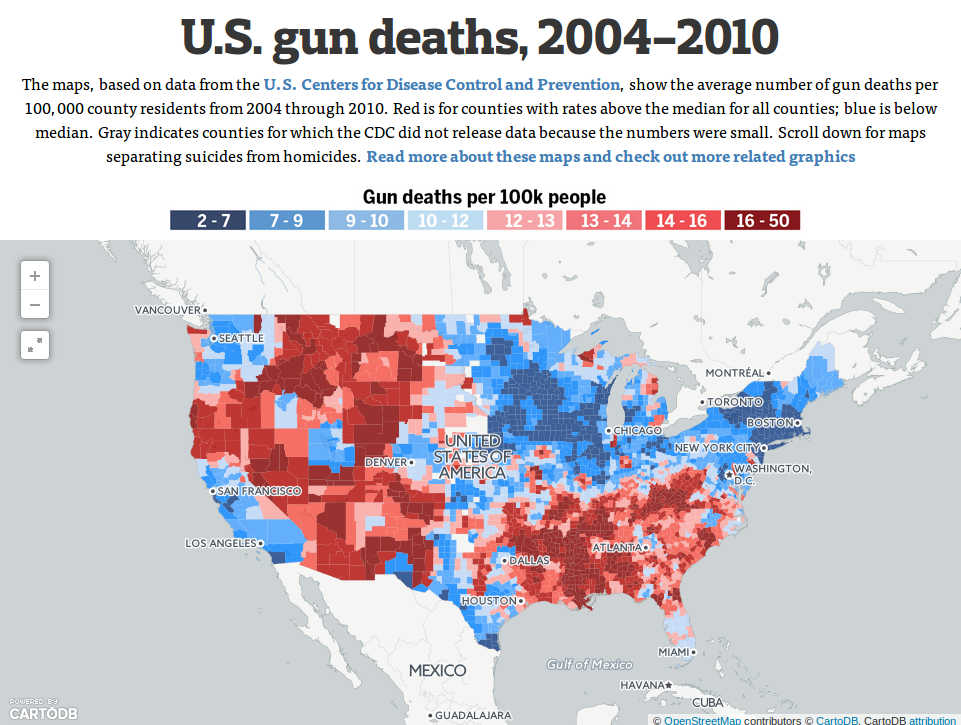 U.S. gun deaths, 2004–2010
The maps, based on data from the U.S. Centers for Disease Control and Prevention, show the average number of gun deaths per
100,000 county residents from 2004 through 2010. Red is for counties with rates above the median for all counties; blue is below
median. Gray indicates counties for which the CDC did not release data because the numbers were small. Scroll down for maps
separating suicides from homicides. Read more about these maps and check out more related graphics
Gun deaths per 100k people
2 - 7 7 - 9 9 - 10 10 - 12 12 - 13 13 - 14 14 - 16 16 - 50
+
−
VANCOUVER
SEATTLE
MONTRÉAL
TORONTO
BOSTON
CHICAGO
NEW YORK CITY
UNITED
STATES OF
AMERICA
DENVER
WASHINGTON,
D.C.
SAN FRANCISCO
LOS ANGELES
ATLANTA
DALLAS
HOUSTON
MIAMI
Gulf of Mexico
MEXICO
HAVANA
CUBA
GUADALAJARA
POWERED BY
CARTODB
© OpenStreetMap contributors © CartoDB, CartoDB attribution